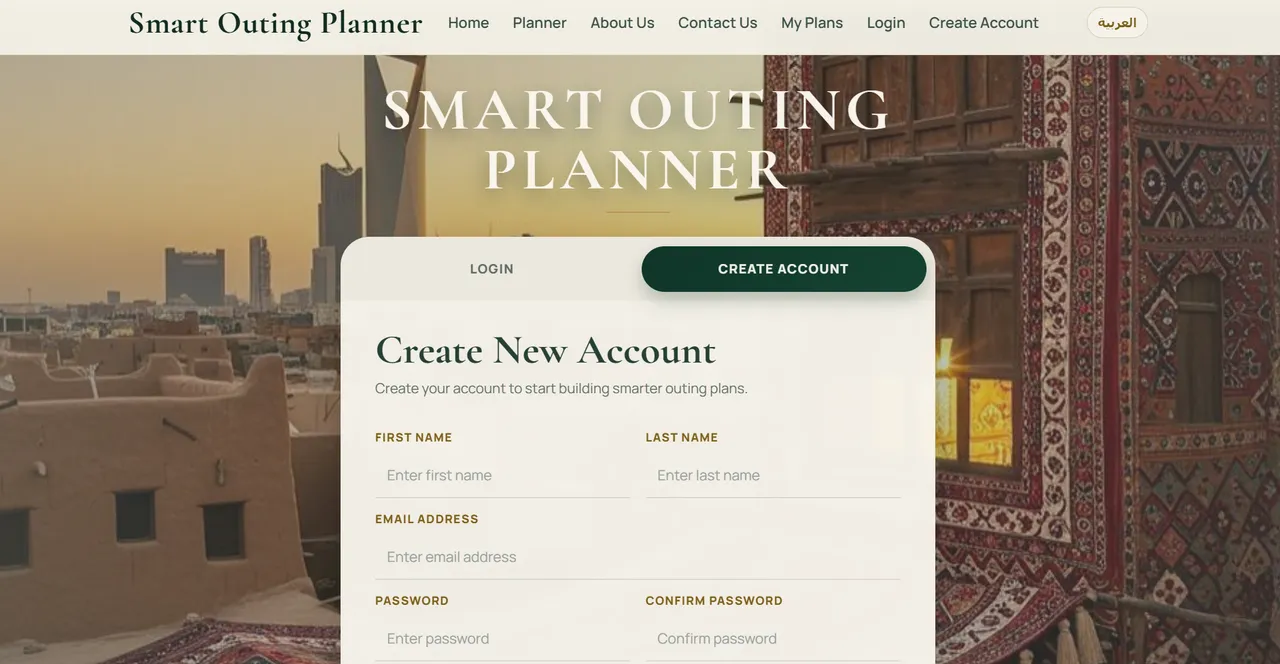 Smart Outing Planner Home Planner About Us Contact Us My Plans Login Create Account العربية
SMART OUTING
PLANNER
LOGIN CREATE ACCOUNT
Create New Account
Create your account to start building smarter outing plans.
FIRST NAME LAST NAME
Enter first name Enter last name
EMAIL ADDRESS
Enter email address
PASSWORD CONFIRM PASSWORD
Enter password Confirm password